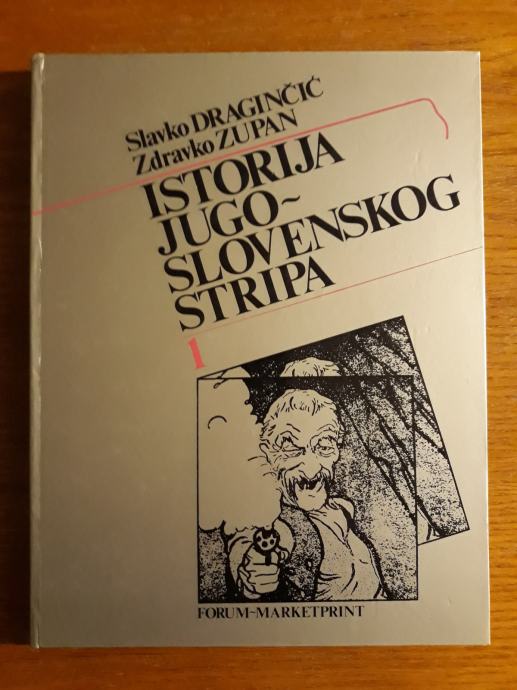 Slavko DRAGINČIĆ
Zdravko ZUPAN
ISTORIJA
JUGO~
SLOVENSKOG
STRIPA
1
FORUM~MARKETPRINT